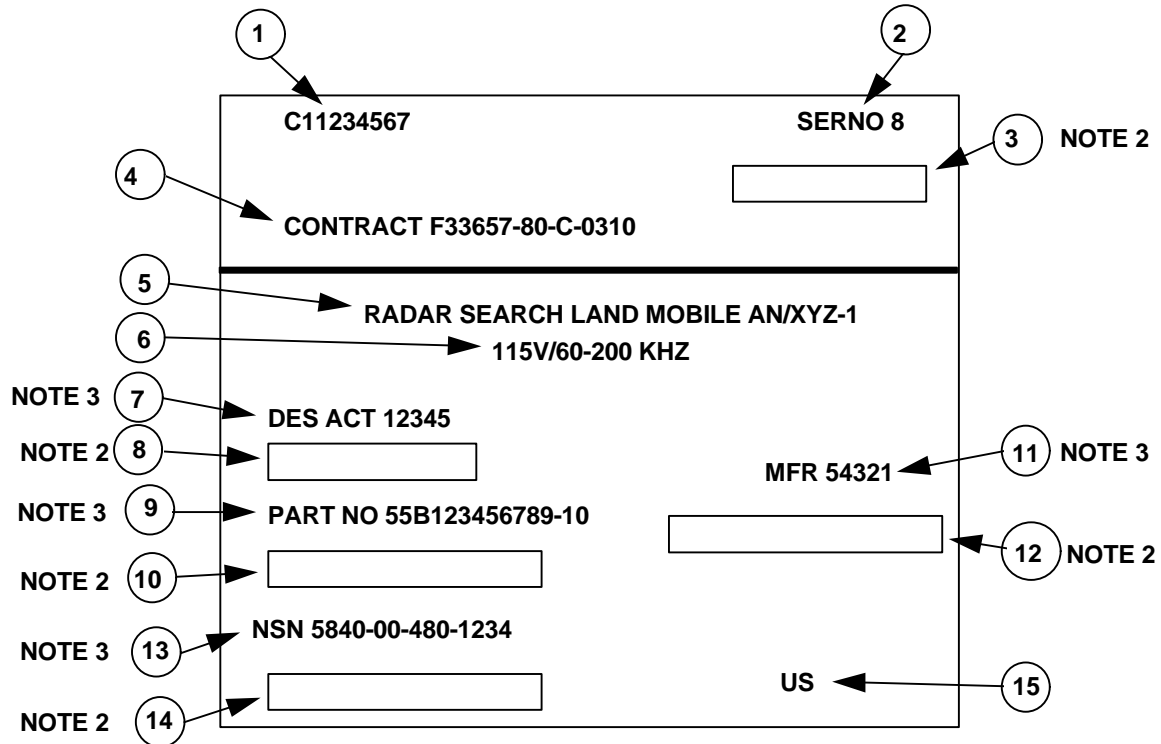 1 2
C11234567 SERNO 8
3 NOTE 2
4
CONTRACT F33657-80-C-0310
5
RADAR SEARCH LAND MOBILE AN/XYZ-1
6
115V/60-200 KHZ
NOTE 3 7
DES ACT 12345
NOTE 2 8
11 NOTE 3
MFR 54321
NOTE 3 9
PART NO 55B123456789-10
12 NOTE 2
NOTE 2 10
NSN 5840-00-480-1234
NOTE 3 13
US 15
NOTE 2 14